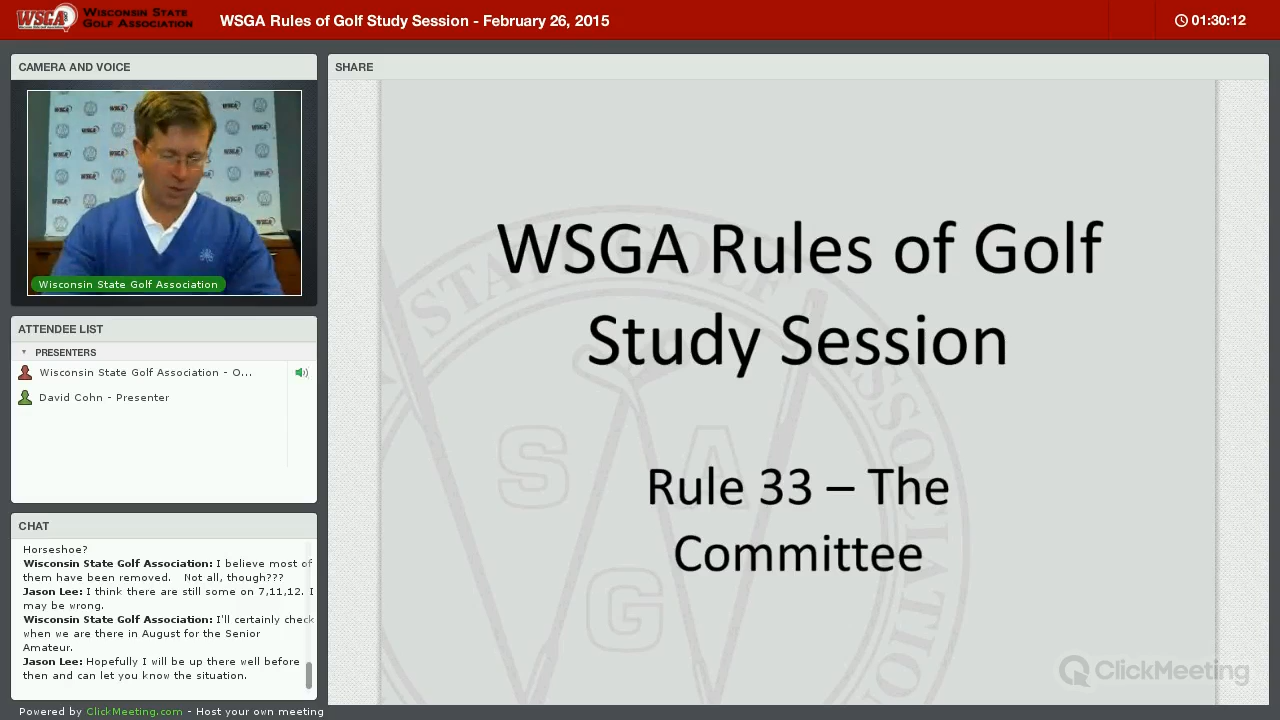 WSGA
WISCONSIN STATE
GOLF ASSOCIATION
WSGA Rules of Golf Study Session - February 26, 2015
01:30:12
CAMERA AND VOICE
Wisconsin State Golf Association
ATTENDEE LIST
PRESENTERS
Wisconsin State Golf Association - O...
David Cohn - Presenter
CHAT
Horseshoe?
Wisconsin State Golf Association: I believe most of
them have been removed. Not all, though???
Jason Lee: I think there are still some on 7,11,12. I
may be wrong.
Wisconsin State Golf Association: I'll certainly check
when we are there in August for the Senior
Amateur.
Jason Lee: Hopefully I will be up there well before
then and can let you know the situation.
Powered by ClickMeeting.com - Host your own meeting
SHARE
WSGA Rules of Golf
Study Session
Rule 33 – The
Committee
ClickMeeting